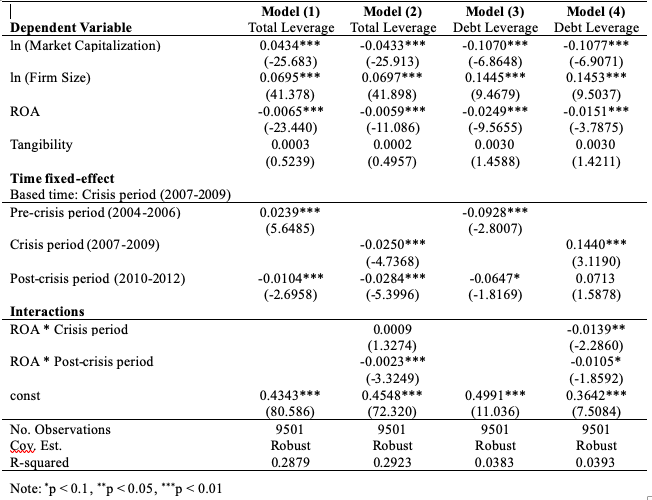 Model (1) Model (2) Model (3) Model (4)
Dependent Variable Total Leverage Total Leverage Debt Leverage Debt Leverage
ln (Market Capitalization) 0.0434*** -0.0433*** -0.1070*** -0.1077***
(-25.683) (-25.913) (-6.8648) (-6.9071)
ln (Firm Size) 0.0695*** 0.0697*** 0.1445*** 0.1453***
(41.378) (41.898) (9.4679) (9.5037)
ROA -0.0065*** -0.0059*** -0.0249*** -0.0151***
(-23.440) (-11.086) (-9.5655) (-3.7875)
Tangibility 0.0003 0.0002 0.0030 0.0030
(0.5239) (0.4957) (1.4588) (1.4211)
Time fixed-effect
Based time: Crisis period (2007-2009)
Pre-crisis period (2004-2006) 0.0239*** -0.0928***
(5.6485) (-2.8007)
Crisis period (2007-2009) -0.0250*** 0.1440***
(-4.7368) (3.1190)
Post-crisis period (2010-2012) -0.0104*** -0.0284*** -0.0647* 0.0713
(-2.6958) (-5.3996) (-1.8169) (1.5878)
Interactions
ROA * Crisis period 0.0009 -0.0139**
(1.3274) (-2.2860)
ROA * Post-crisis period -0.0023*** -0.0105*
(-3.3249) (-1.8592)
const 0.4343*** 0.4548*** 0.4991*** 0.3642***
(80.586) (72.320) (11.036) (7.5084)
No. Observations 9501 9501 9501 9501
Cov. Est. Robust Robust Robust Robust
R-squared 0.2879 0.2923 0.0383 0.0393
Note: *p < 0.1, **p < 0.05, ***p < 0.01